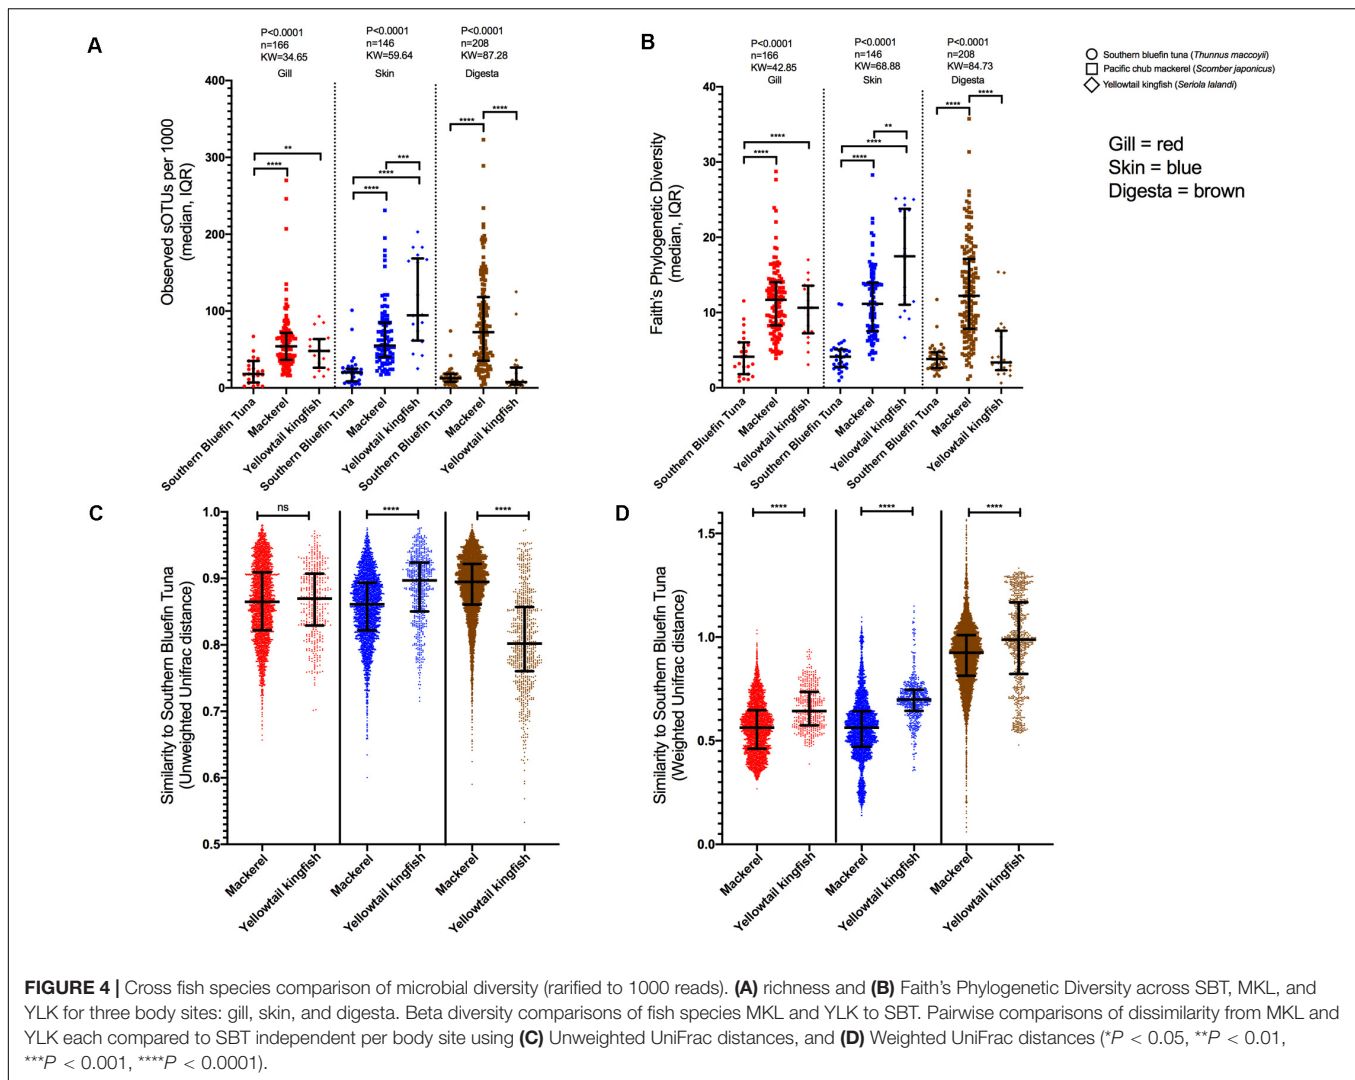 A
P<0.0001
n=166
KW=34.65
Gill
P<0.0001
n=146
KW=59.64
Skin
P<0.0001
n=208
KW=87.28
Digesta
Observed sOTUs per 1000
(median, IQR)
400
300
200
100
0
**
****
***
****
****
****
****
Southern Bluefin Tuna
Mackerel
Yellowtail kingfish
Southern Bluefin Tuna
Mackerel
Yellowtail kingfish
Southern Bluefin Tuna
Mackerel
Yellowtail kingfish
B
P<0.0001
n=166
KW=42.85
Gill
P<0.0001
n=146
KW=68.88
Skin
P<0.0001
n=208
KW=84.73
Digesta
Faith's Phylogenetic Diversity
(median, IQR)
40
30
20
10
0
****
****
**
****
****
****
****
Southern Bluefin Tuna
Mackerel
Yellowtail kingfish
Southern Bluefin Tuna
Mackerel
Yellowtail kingfish
Southern Bluefin Tuna
Mackerel
Yellowtail kingfish
Southern bluefin tuna (Thunnus maccoyii)
Pacific chub mackerel (Scomber japonicus)
Yellowtail kingfish (Seriola lalandi)
Gill = red
Skin = blue
Digesta = brown
C
Similarity to Southern Bluefin Tuna
(Unweighted Unifrac distance)
1.0
0.9
0.8
0.7
0.6
0.5
ns
****
****
Mackerel
Yellowtail kingfish
Mackerel
Yellowtail kingfish
Mackerel
Yellowtail kingfish
D
Similarity to Southern Bluefin Tuna
(Weighted Unifrac distance)
1.5
1.0
0.5
0.0
****
****
****
Mackerel
Yellowtail kingfish
Mackerel
Yellowtail kingfish
Mackerel
Yellowtail kingfish
FIGURE 4 | Cross fish species comparison of microbial diversity (rarified to 1000 reads). (A) richness and (B) Faith's Phylogenetic Diversity across SBT, MKL, and
YLK for three body sites: gill, skin, and digesta. Beta diversity comparisons of fish species MKL and YLK to SBT. Pairwise comparisons of dissimilarity from MKL and
YLK each compared to SBT independent per body site using (C) Unweighted UniFrac distances, and (D) Weighted UniFrac distances (*P < 0.05, **P < 0.01,
***P < 0.001, ****P < 0.0001).